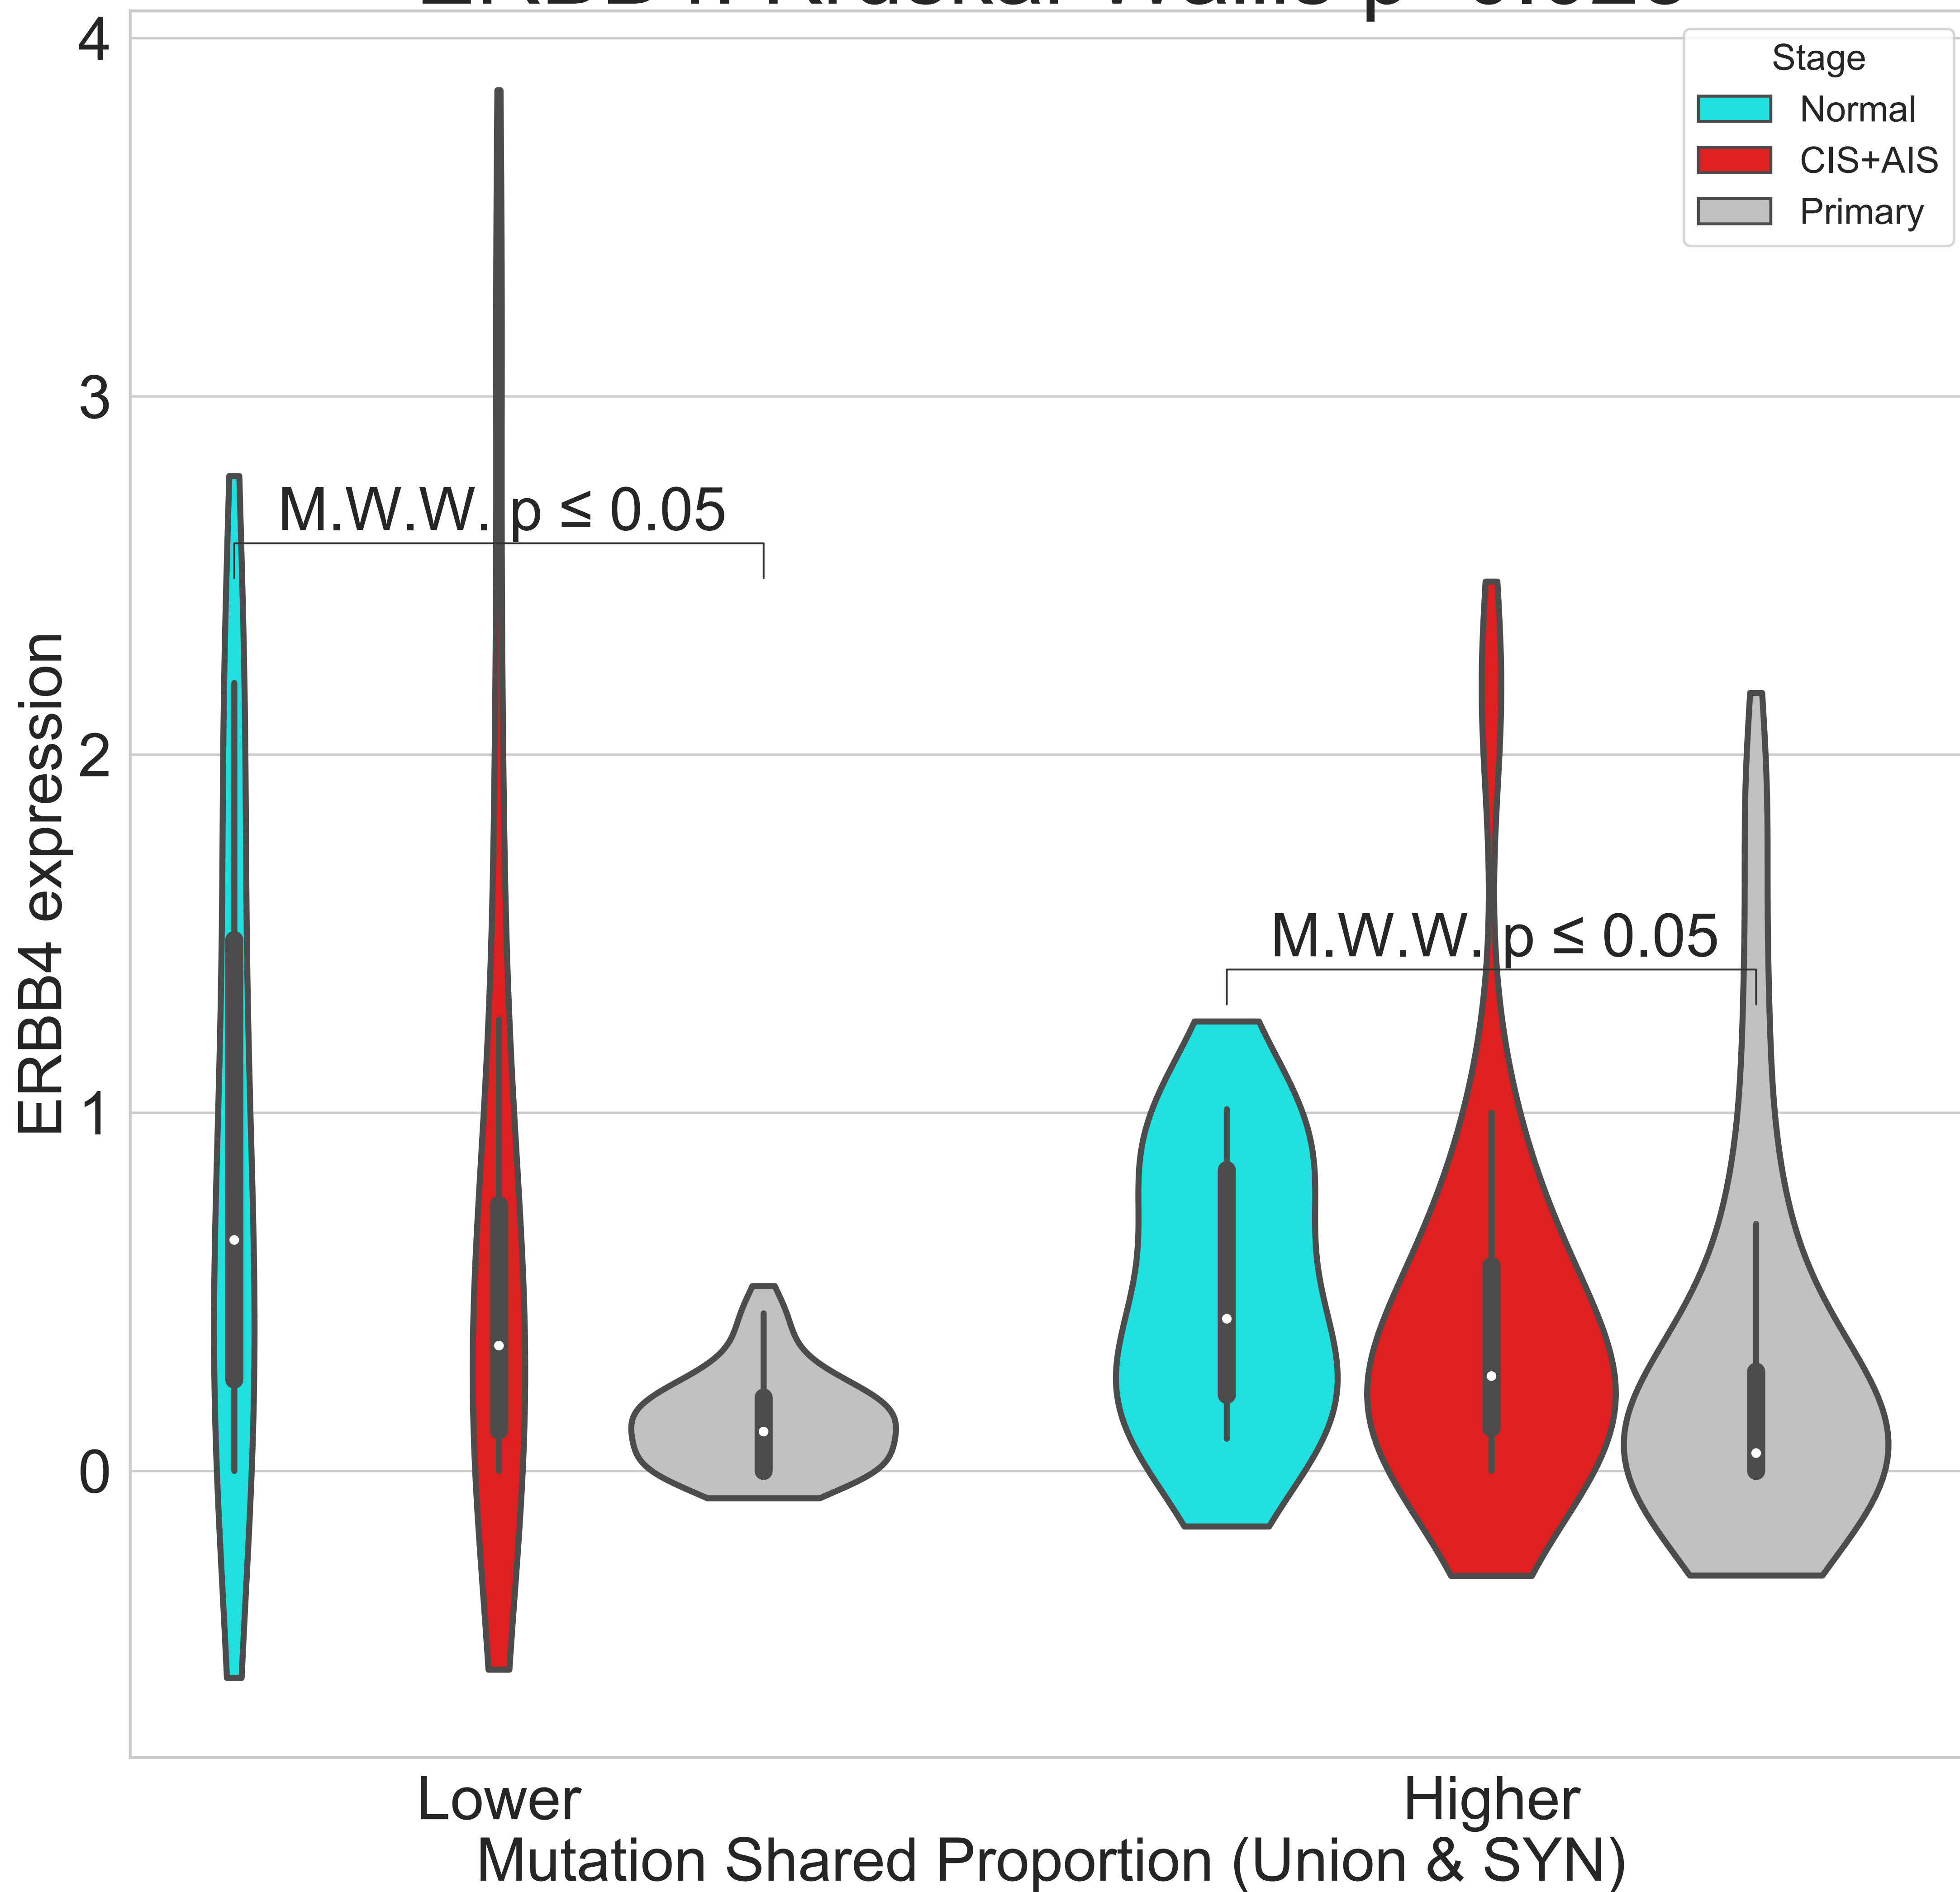 4
Stage
Normal
CIS+AIS
Primary
3
M.W.W. p ≤ 0.05
ERBB4 expression
2
M.W.W. p ≤ 0.05
1
0
Lower
Higher
Mutation Shared Proportion (Union & SYN)